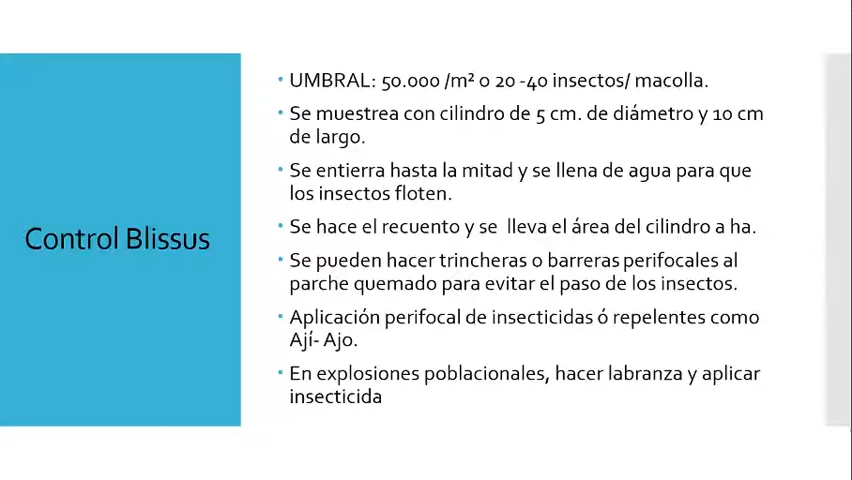 Control Blissus
• UMBRAL: 50.000 /m² o 20 -40 insectos/ macolla.
• Se muestrea con cilindro de 5 cm. de diámetro y 10 cm
de largo.
• Se entierra hasta la mitad y se llena de agua para que
los insectos floten.
• Se hace el recuento y se  lleva el área del cilindro a ha.
• Se pueden hacer trincheras o barreras perifocales al
parche quemado para evitar el paso de los insectos.
• Aplicación perifocal de insecticidas ó repelentes como
Ají- Ajo.
• En explosiones poblacionales, hacer labranza y aplicar
insecticida